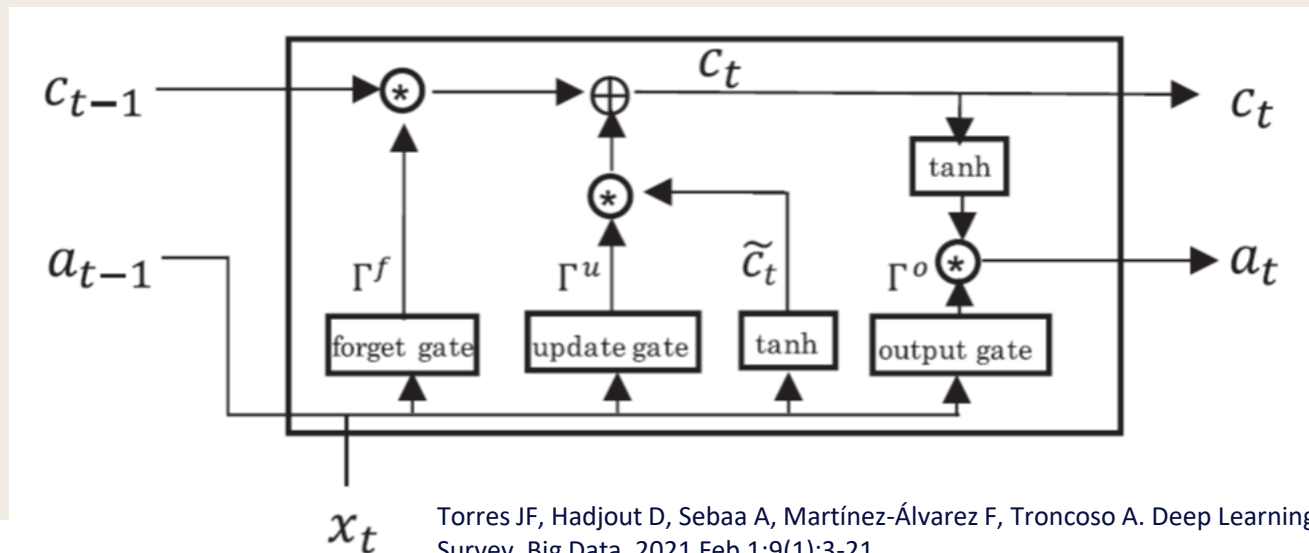 c_t
c_{t-1}
*
⊕
c_t
tanh
*
*
a_{t-1}
Γ^f
Γ^u
c̃_t
Γ^o
a_t
forget gate
update gate
tanh
output gate
x_t
Torres JF, Hadjout D, Sebaa A, Martínez-Álvarez F, Troncoso A. Deep Learning
Survey. Big Data. 2021 Feb 1;9(1):3-21